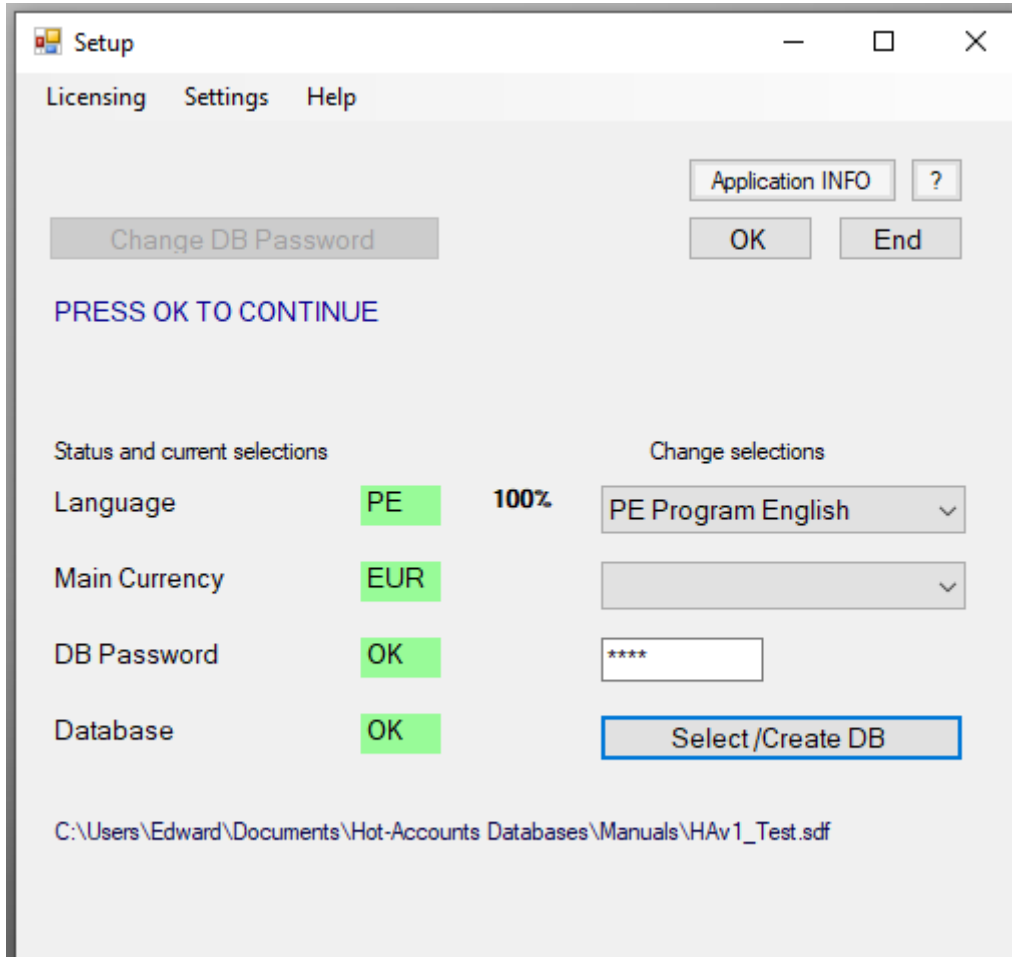 Setup
Licensing Settings Help
Application INFO ?
Change DB Password OK End
PRESS OK TO CONTINUE
Status and current selections Change selections
Language PE 100% PE Program English
Main Currency EUR
DB Password OK ****
Database OK Select /Create DB
C:\Users\Edward\Documents\Hot-Accounts Databases\Manuals\HAv1_Test.sdf